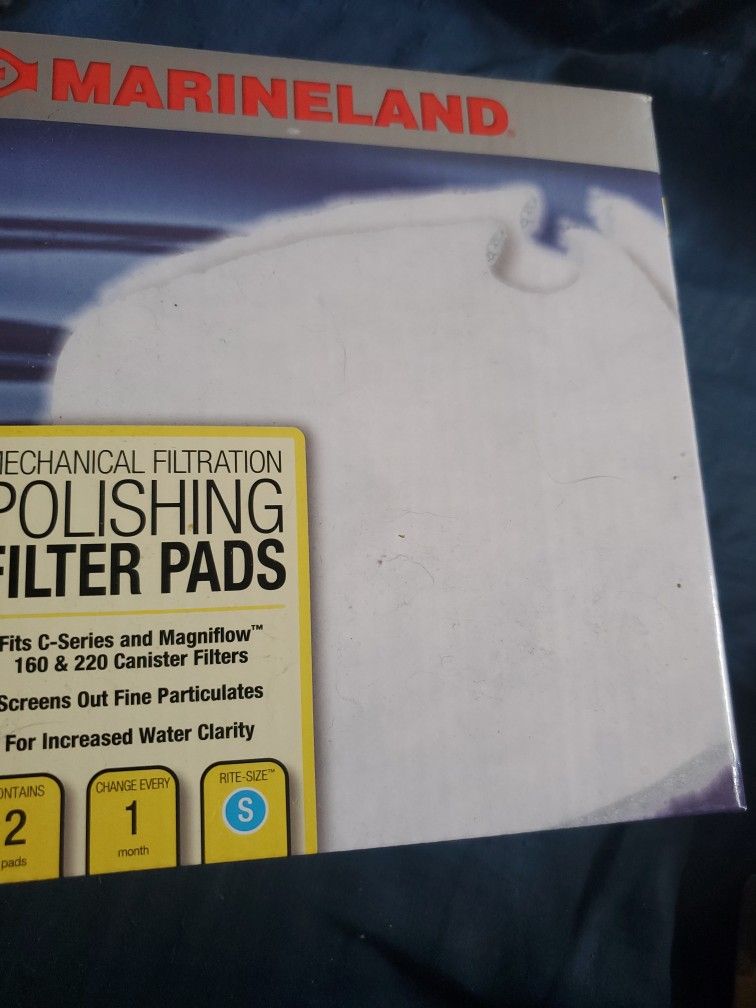 MARINELAND
MECHANICAL FILTRATION
POLISHING
FILTER PADS
Fits C-Series and Magniflow™
160 & 220 Canister Filters
Screens Out Fine Particulates
For Increased Water Clarity
ONTAINS
2
pads
CHANGE EVERY
1
month
RITE-SIZE™
S